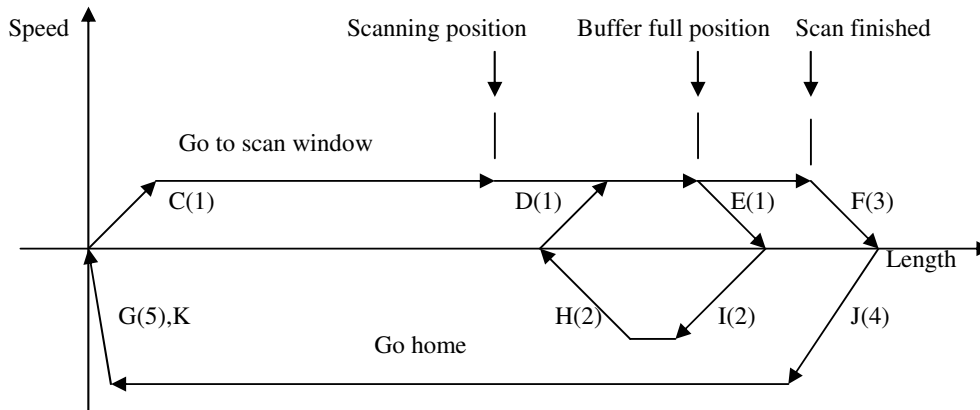 Speed
Scanning position
Buffer full position
Scan finished
Go to scan window
C(1)
D(1)
E(1)
F(3)
Length
G(5),K
H(2)
I(2)
J(4)
Go home